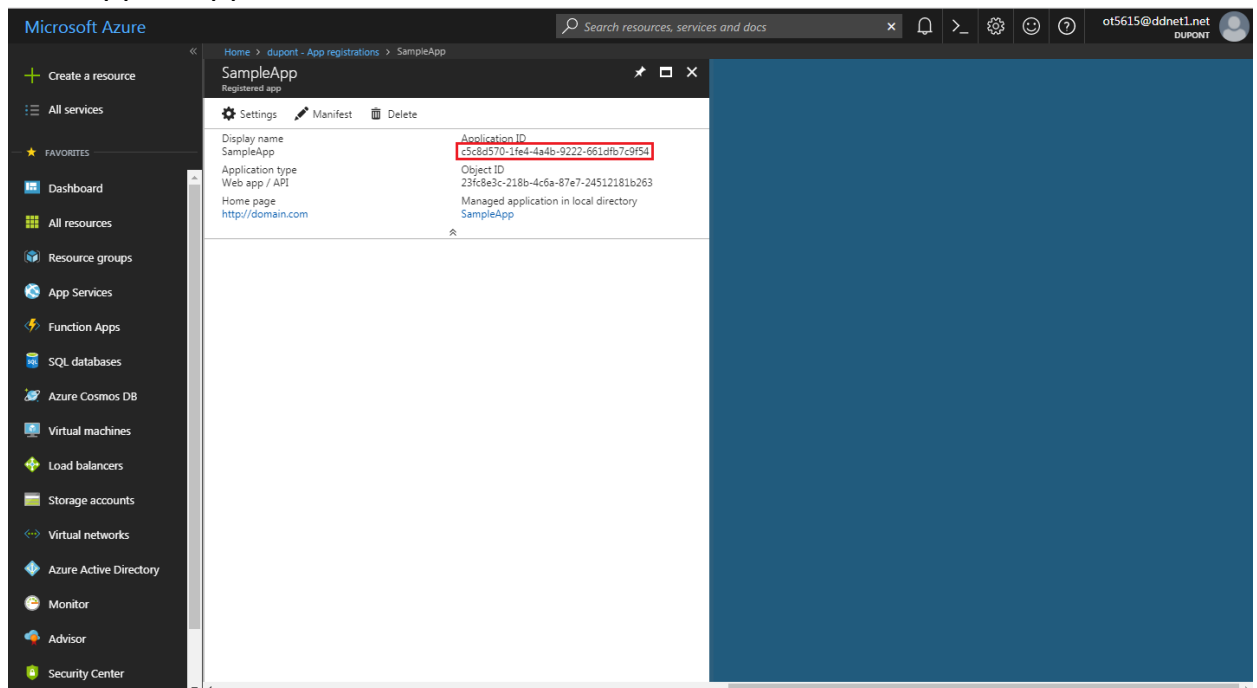 Microsoft Azure
Search resources, services and docs
ot5615@ddnet1.net
DUPONT
Home > dupont - App registrations > SampleApp
SampleApp
Registered app
Settings Manifest Delete
Display name
SampleApp
Application type
Web app / API
Home page
http://domain.com
Application ID
c5c8d570-1fe4-4a4b-9222-661dfb7c9f54
Object ID
23fc8e3c-218b-4c6a-87e7-24512181b263
Managed application in local directory
SampleApp
Create a resource
All services
FAVORITES
Dashboard
All resources
Resource groups
App Services
Function Apps
SQL databases
Azure Cosmos DB
Virtual machines
Load balancers
Storage accounts
Virtual networks
Azure Active Directory
Monitor
Advisor
Security Center